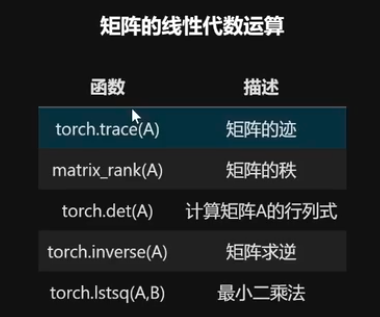 矩阵的线性代数运算
函数 描述
torch.trace(A) 矩阵的迹
matrix_rank(A) 矩阵的秩
torch.det(A) 计算矩阵A的行列式
torch.inverse(A) 矩阵求逆
torch.lstsq(A,B) 最小二乘法